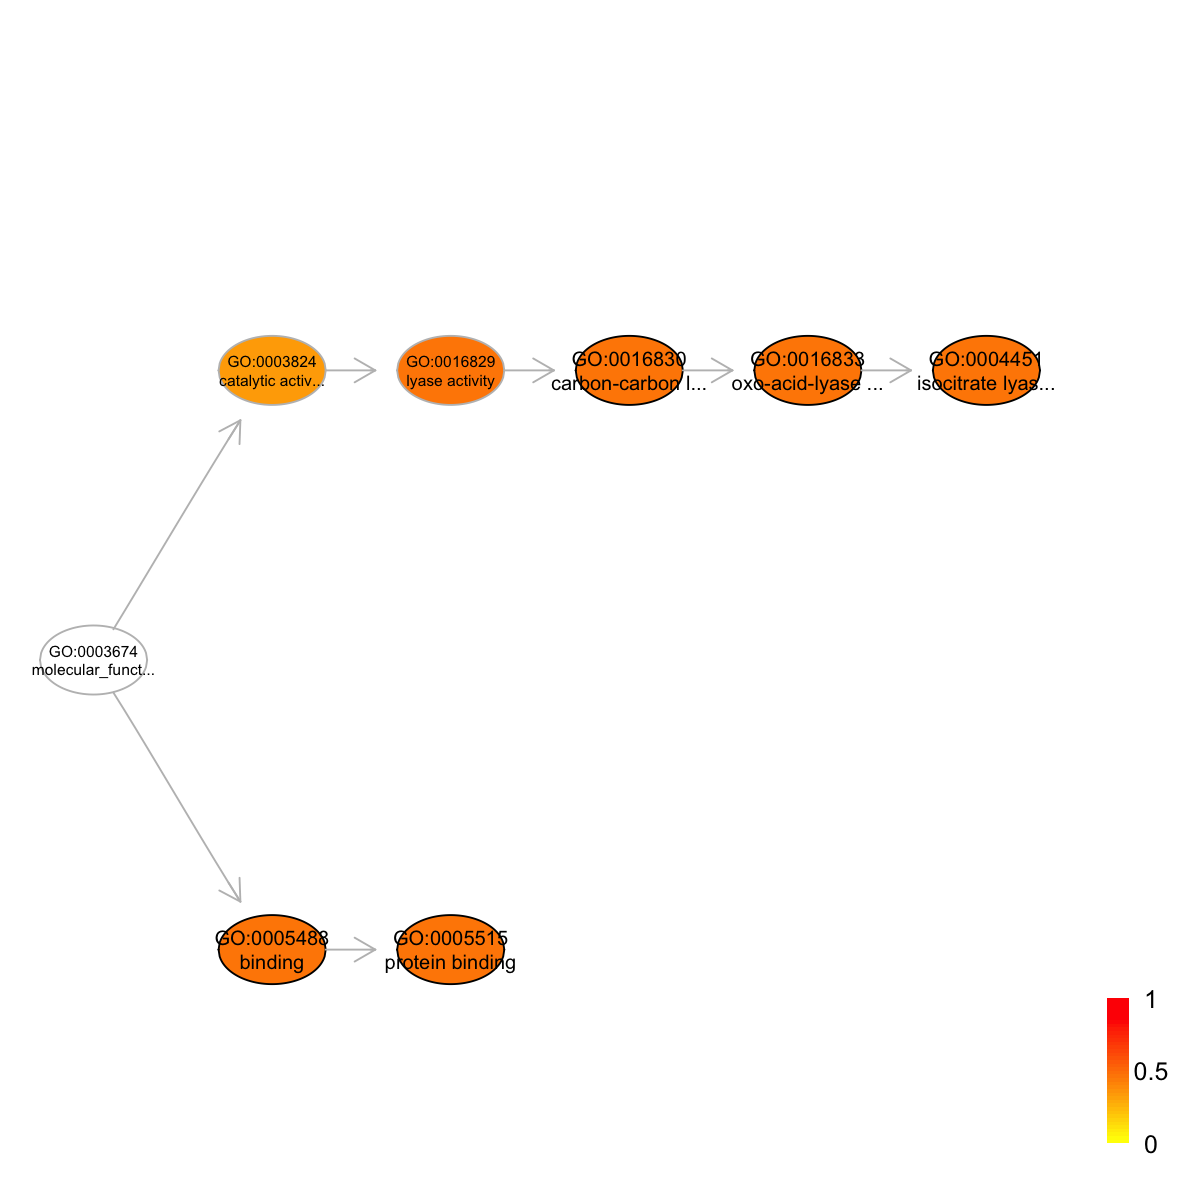 GO:0003824
catalytic activ...
GO:0016829
lyase activity
GO:0016830
carbon-carbon l...
GO:0016833
oxo-acid-lyase ...
GO:0004451
isocitrate lyas...
GO:0003674
molecular_funct...
GO:0005488
binding
GO:0005515
protein binding
1
0.5
0